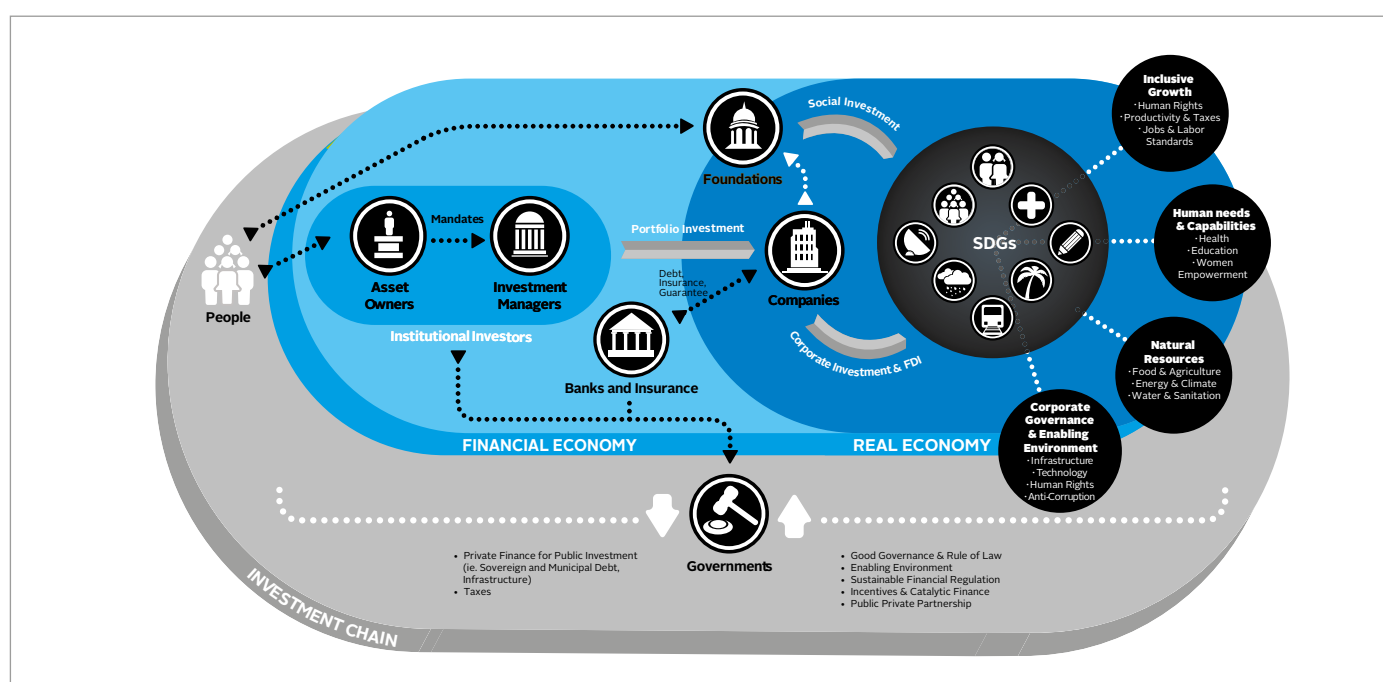 Inclusive
Growth
· Human Rights
· Productivity & Taxes
· Jobs & Labor
Standards
Social Investment
Foundations
Mandates
Asset
Owners
Investment
Managers
Institutional Investors
People
Portfolio Investment
Debt,
Insurance,
Guarantee
Companies
Banks and Insurance
Corporate Investment & FDI
SDGs
Human needs
& Capabilities
· Health
· Education
· Women
Empowerment
Natural
Resources
· Food & Agriculture
· Energy & Climate
· Water & Sanitation
Corporate
Governance
& Enabling
Environment
· Infrastructure
· Technology
· Human Rights
· Anti-Corruption
FINANCIAL ECONOMY
REAL ECONOMY
Governments
• Private Finance for Public Investment
(ie. Sovereign and Municipal Debt,
Infrastructure)
• Taxes
• Good Governance & Rule of Law
• Enabling Environment
• Sustainable Financial Regulation
• Incentives & Catalytic Finance
• Public Private Partnership
INVESTMENT CHAIN